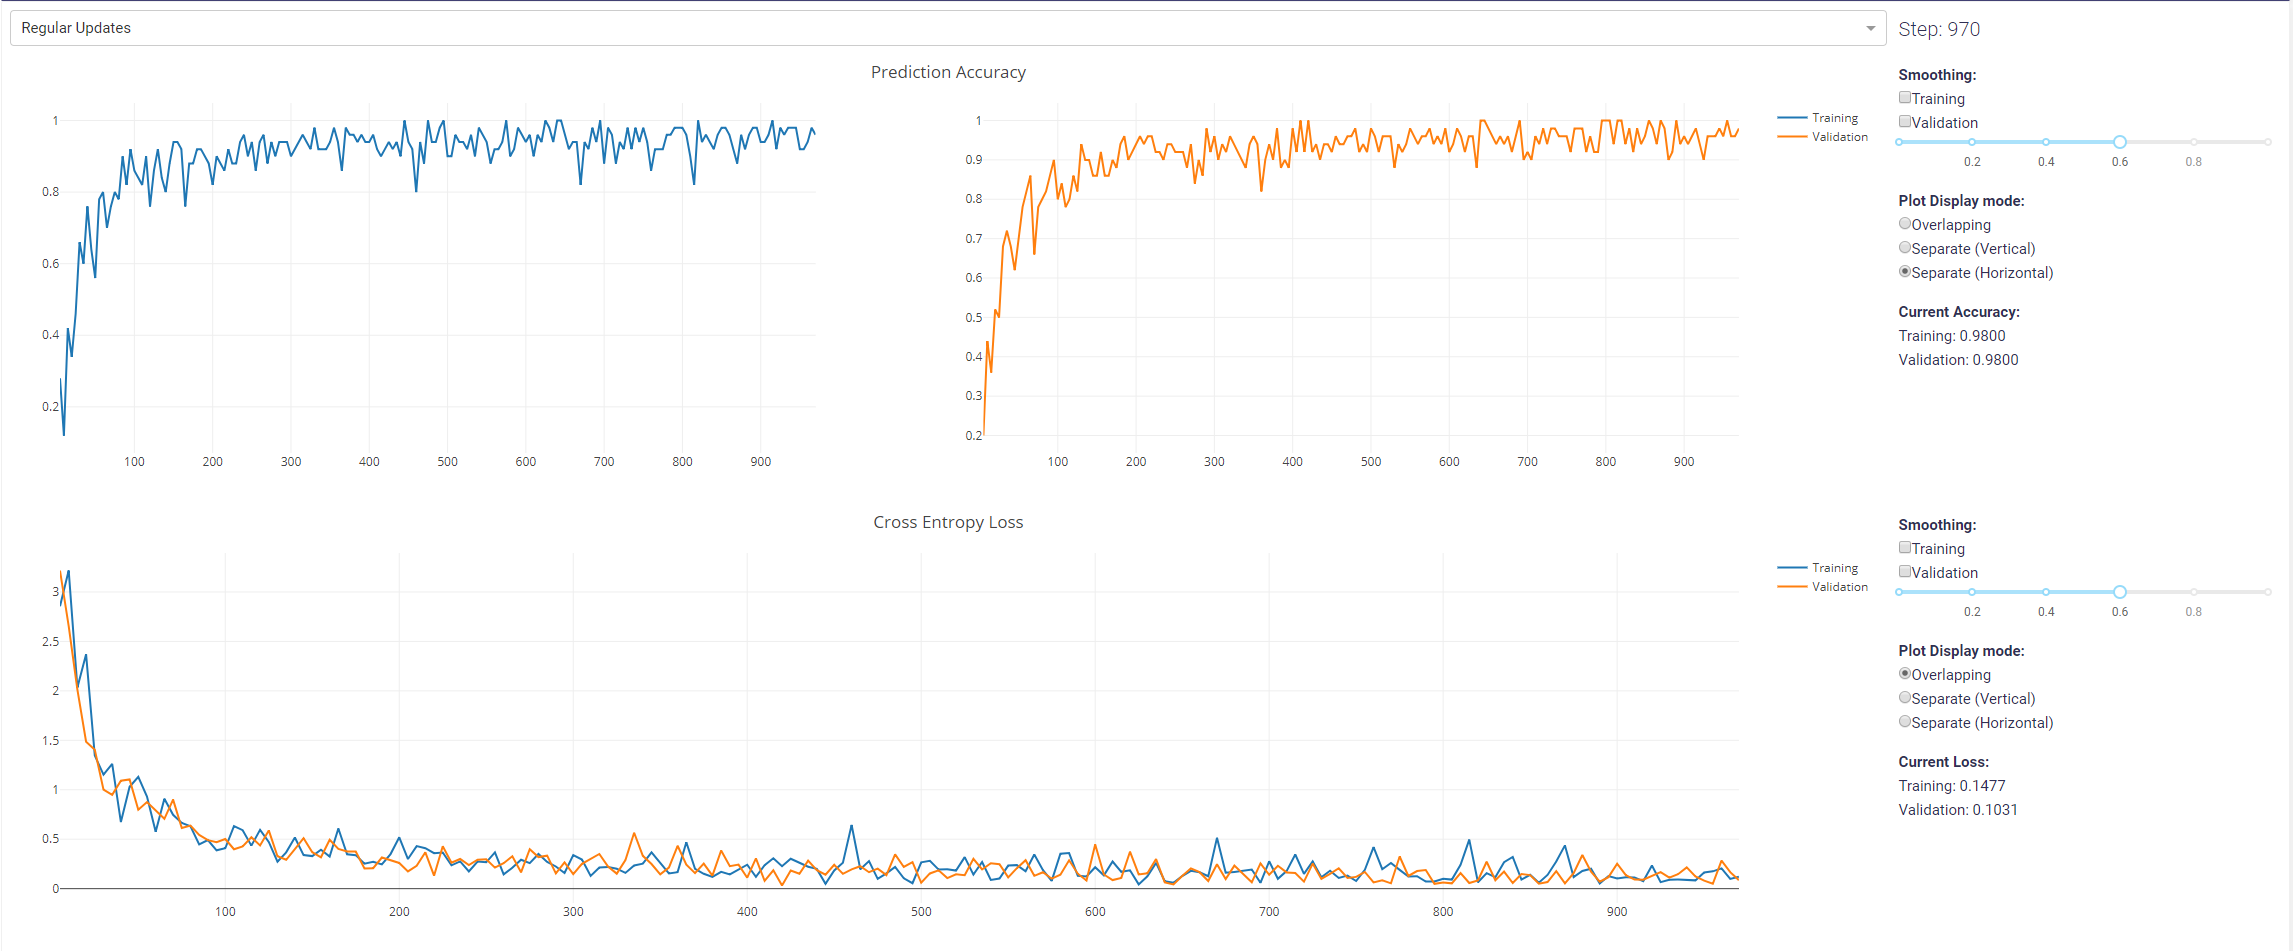 Regular Updates
Step: 970
Prediction Accuracy
1
0.8
0.6
0.4
0.2
100 200 300 400 500 600 700 800 900
1
0.9
0.8
0.7
0.6
0.5
0.4
0.3
0.2
100 200 300 400 500 600 700 800 900
Training
Validation
Smoothing:
Training
Validation
0.2 0.4 0.6 0.8
Plot Display mode:
Overlapping
Separate (Vertical)
Separate (Horizontal)
Current Accuracy:
Training: 0.9800
Validation: 0.9800
Cross Entropy Loss
3
2.5
2
1.5
1
0.5
0
100 200 300 400 500 600 700 800 900
Training
Validation
Smoothing:
Training
Validation
0.2 0.4 0.6 0.8
Plot Display mode:
Overlapping
Separate (Vertical)
Separate (Horizontal)
Current Loss:
Training: 0.1477
Validation: 0.1031